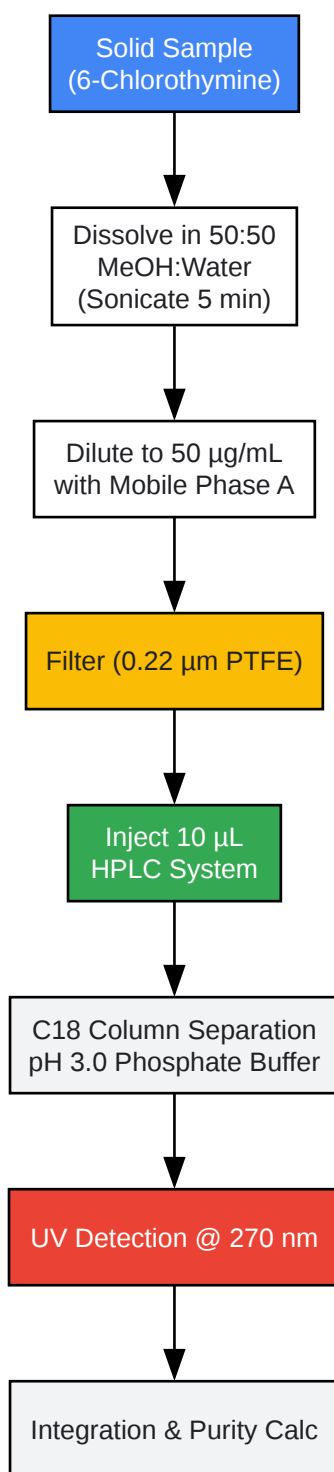 Solid Sample
(6-Chlorothymine)
Dissolve in 50:50
MeOH:Water
(Sonicate 5 min)
Dilute to 50 µg/mL
with Mobile Phase A
Filter (0.22 µm PTFE)
Inject 10 µL
HPLC System
C18 Column Separation
pH 3.0 Phosphate Buffer
UV Detection @ 270 nm
Integration & Purity Calc